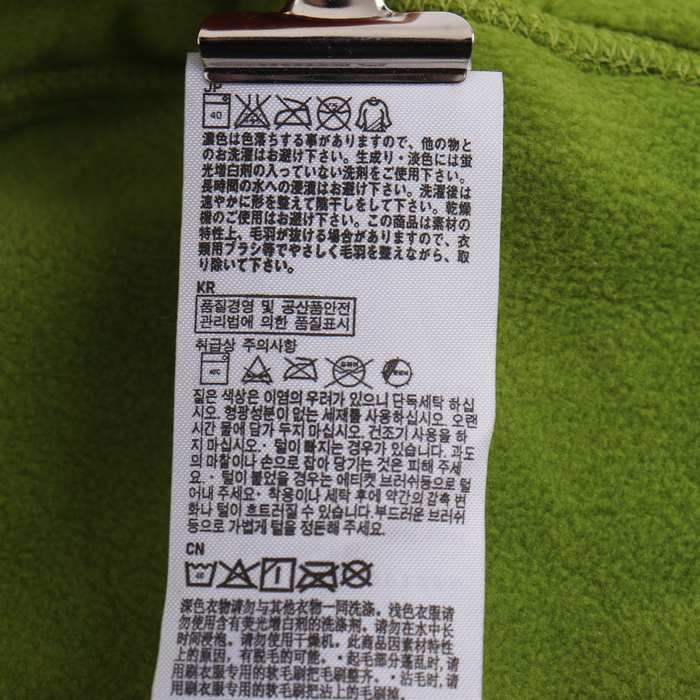 JP
40
濃色は色落ちする事がありますので、他の物と
のお洗濯はお避け下さい。生成り・淡色には蛍
光増白剤の入っていない洗剤をご使用下さい。
長時間の水への浸漬はお避け下さい。洗濯後は
速やかに形を整えて陰干しをして下さい。乾燥
機のご使用はお避け下さい。この商品は素材の
特性上、毛羽が抜ける場合がありますので、衣
類用ブラシ等でやさしく毛羽を整えながら、取
り除いて下さい。
KR
품질경영 및 공산품안전
관리법에 의한 품질표시
취급상 주의사항
40℃
짙은 색상은 이염의 우려가 있으니 단독세탁 하십
시오. 형광성분이 없는 세제를 사용하십시오. 오랜
시간 물에 담가 두지 마십시오. 건조기 사용을 하
지 마십시오· 털이 빠지는 경우가 있습니다. 과도
의 마찰이나 손으로 잡아 당기는 것은 피해 주세
요.· 털이 붙었을 경우는 에티켓 브러쉬등으로 털
어내 주세요· 착용이나 세탁 후에 약간의 감촉 변
화나 털이 흐트러질 수 있습니다.부드러운 브러쉬
등으로 가볍게 털을 정돈해 주세요.
CN
40
深色衣物请勿与其他衣物一同洗涤。浅色衣服请
勿使用含有荧光增白剂的洗涤剂。请勿在水中长
时间浸泡。请勿使用干燥机。此商品因素材特性
上的原因，有脱毛的可能。·起毛部分蓬乱时,请
用刷衣服专用的软毛刷把毛刷整齐。·沾毛时,请
用刷衣服专用的软毛刷把沾上的毛刷掉。